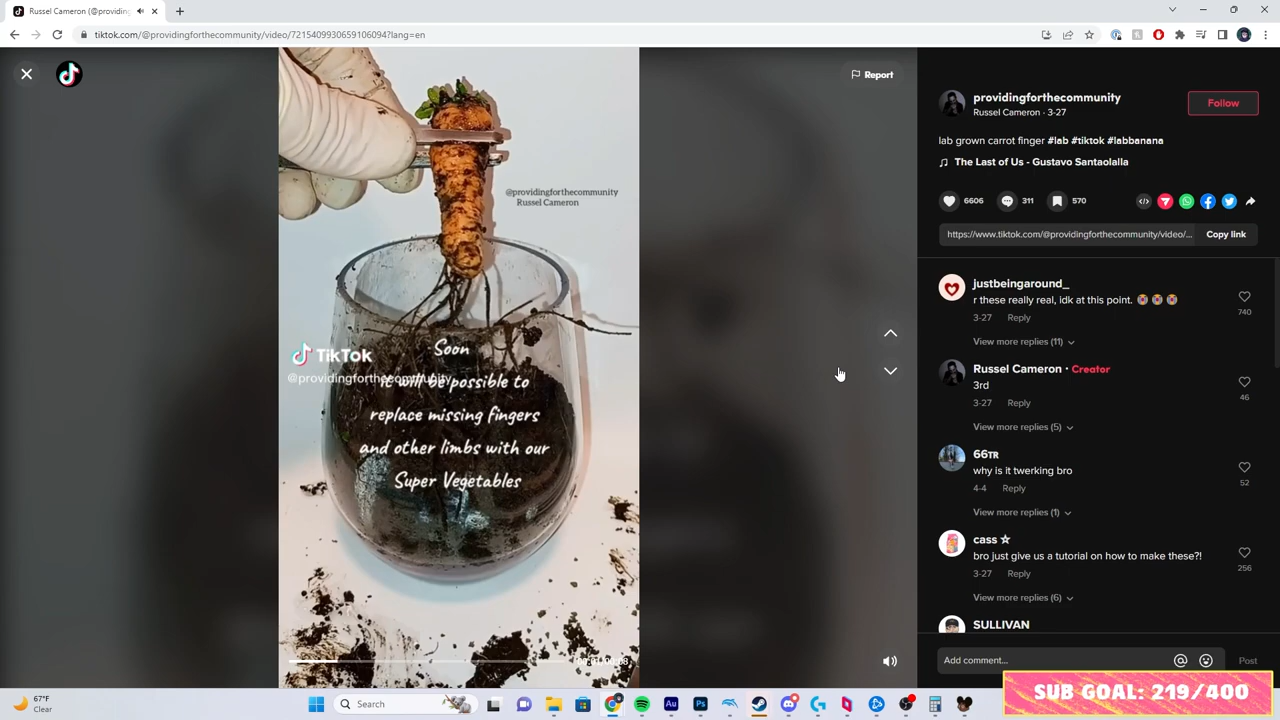 Russel Cameron (@providing
tiktok.com/@providingforthecommunity/video/7215409930659106094?lang=en
Report
@providingforthecommunity
Russel Cameron
TikTok
@providingforthecommunity
Soon
it will be possible to
replace missing fingers
and other limbs with our
Super Vegetables
providingforthecommunity
Russel Cameron · 3-27
Follow
lab grown carrot finger #lab #tiktok #labbanana
The Last of Us - Gustavo Santaolalla
6606
311
570
https://www.tiktok.com/@providingforthecommunity/video/...
Copy link
justbeingaround_
r these really real, idk at this point. 😭 😭 😭
740
3-27 Reply
View more replies (11)
Russel Cameron · Creator
3rd
46
3-27 Reply
View more replies (5)
66TR
why is it twerking bro
52
4-4 Reply
View more replies (1)
cass ☆
bro just give us a tutorial on how to make these?!
256
3-27 Reply
View more replies (6)
SULLIVAN
Add comment...
Post
SUB GOAL: 219/400
67°F
Clear
Search